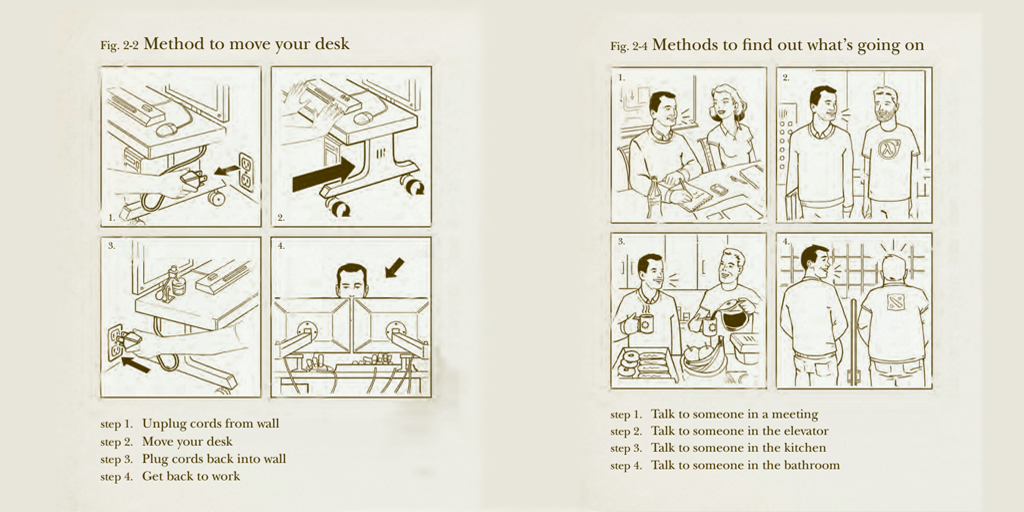 Fig. 2-2 Method to move your desk
1.
2.
3.
4.
step 1. Unplug cords from wall
step 2. Move your desk
step 3. Plug cords back into wall
step 4. Get back to work
Fig. 2-4 Methods to find out what's going on
1.
2.
3.
4.
step 1. Talk to someone in a meeting
step 2. Talk to someone in the elevator
step 3. Talk to someone in the kitchen
step 4. Talk to someone in the bathroom